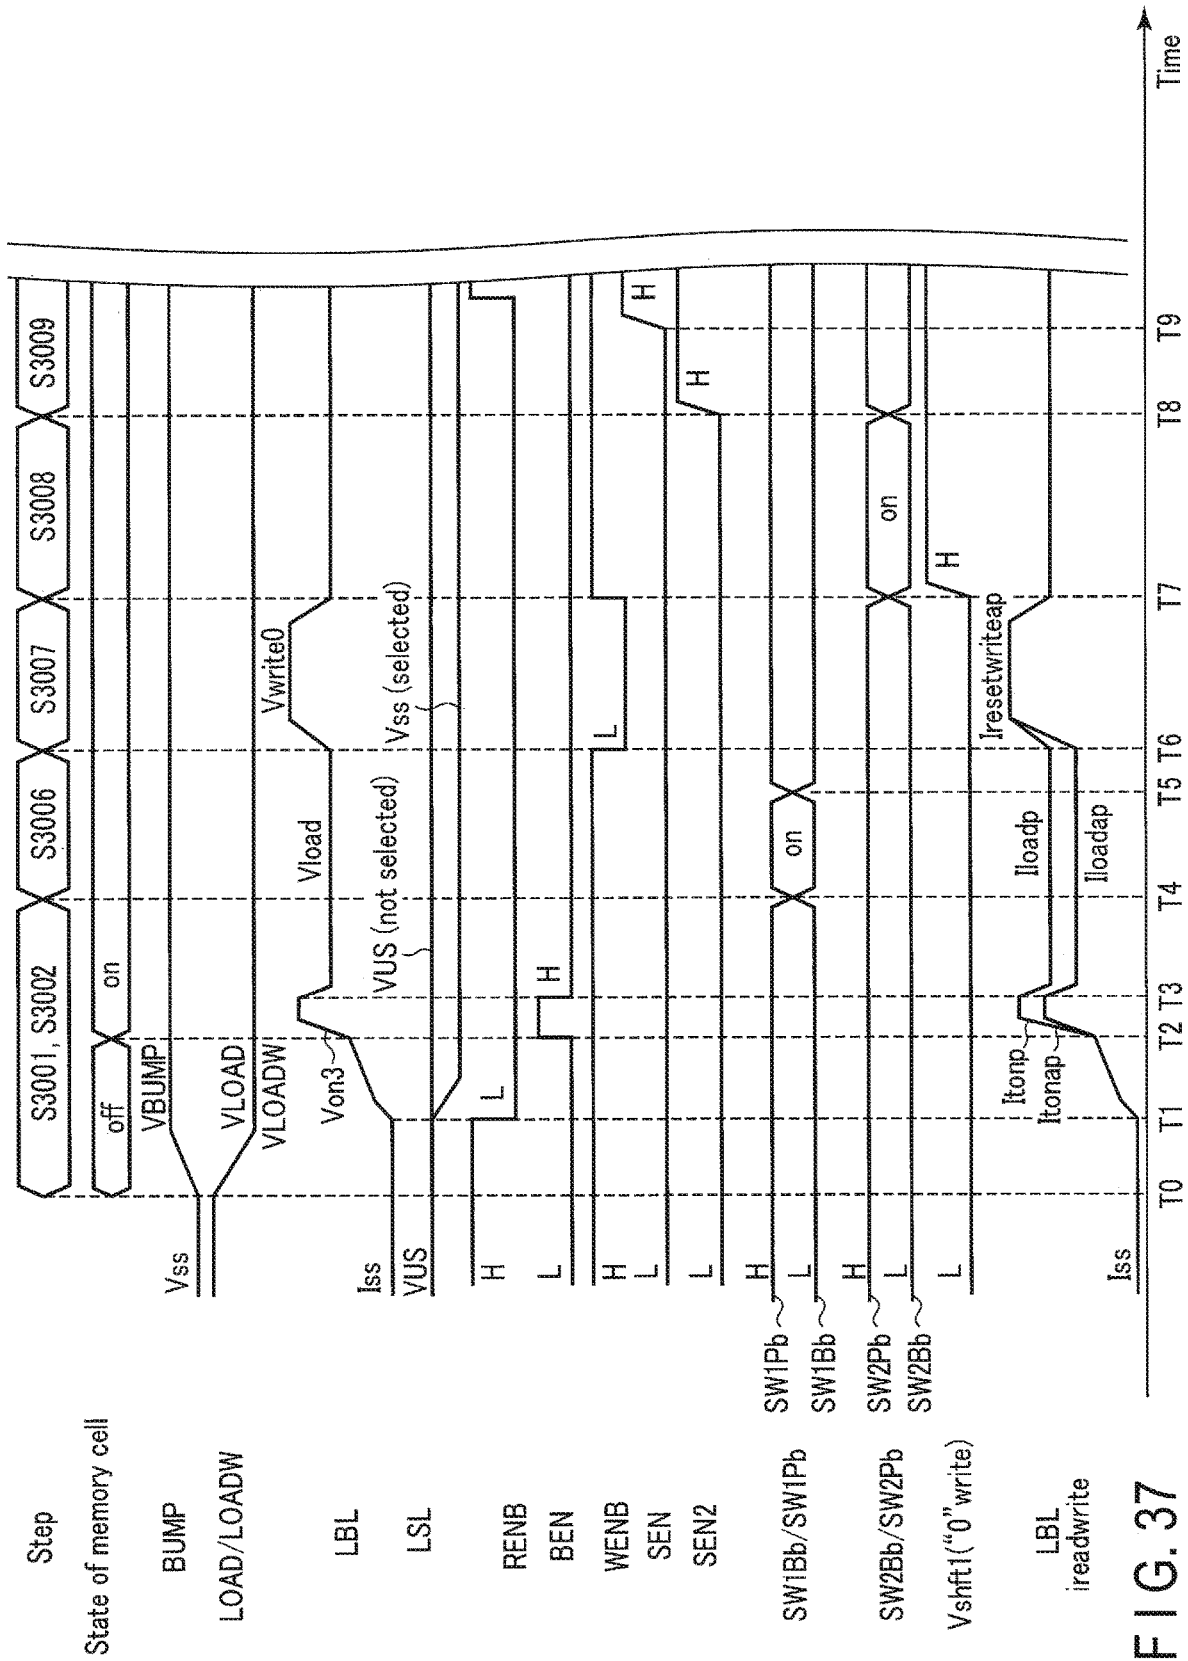 Step
S3001, S3002
S3006
S3007
S3008
S3009
State of memory cell
off
on
BUMP
Vss
VBUMP
LOAD/LOADW
VLOAD
VLOADW
LBL
Iss
Von3
Vload
Vwrite0
LSL
VUS
VUS (not selected)
Vss (selected)
RENB
H
L
BEN
L
H
WENB
H
L
SEN
L
H
SEN2
L
H
SW1Bb/SW1Pb
SW1Pb
H
SW1Bb
L
on
SW2Bb/SW2Pb
SW2Pb
H
SW2Bb
L
on
Vshft1("0"write)
L
H
LBL
ireadwrite
Iss
Itonp
Itonap
Iloadp
Iloadap
Iresetwriteap
T0
T1
T2
T3
T4
T5
T6
T7
T8
T9
Time
FIG. 37